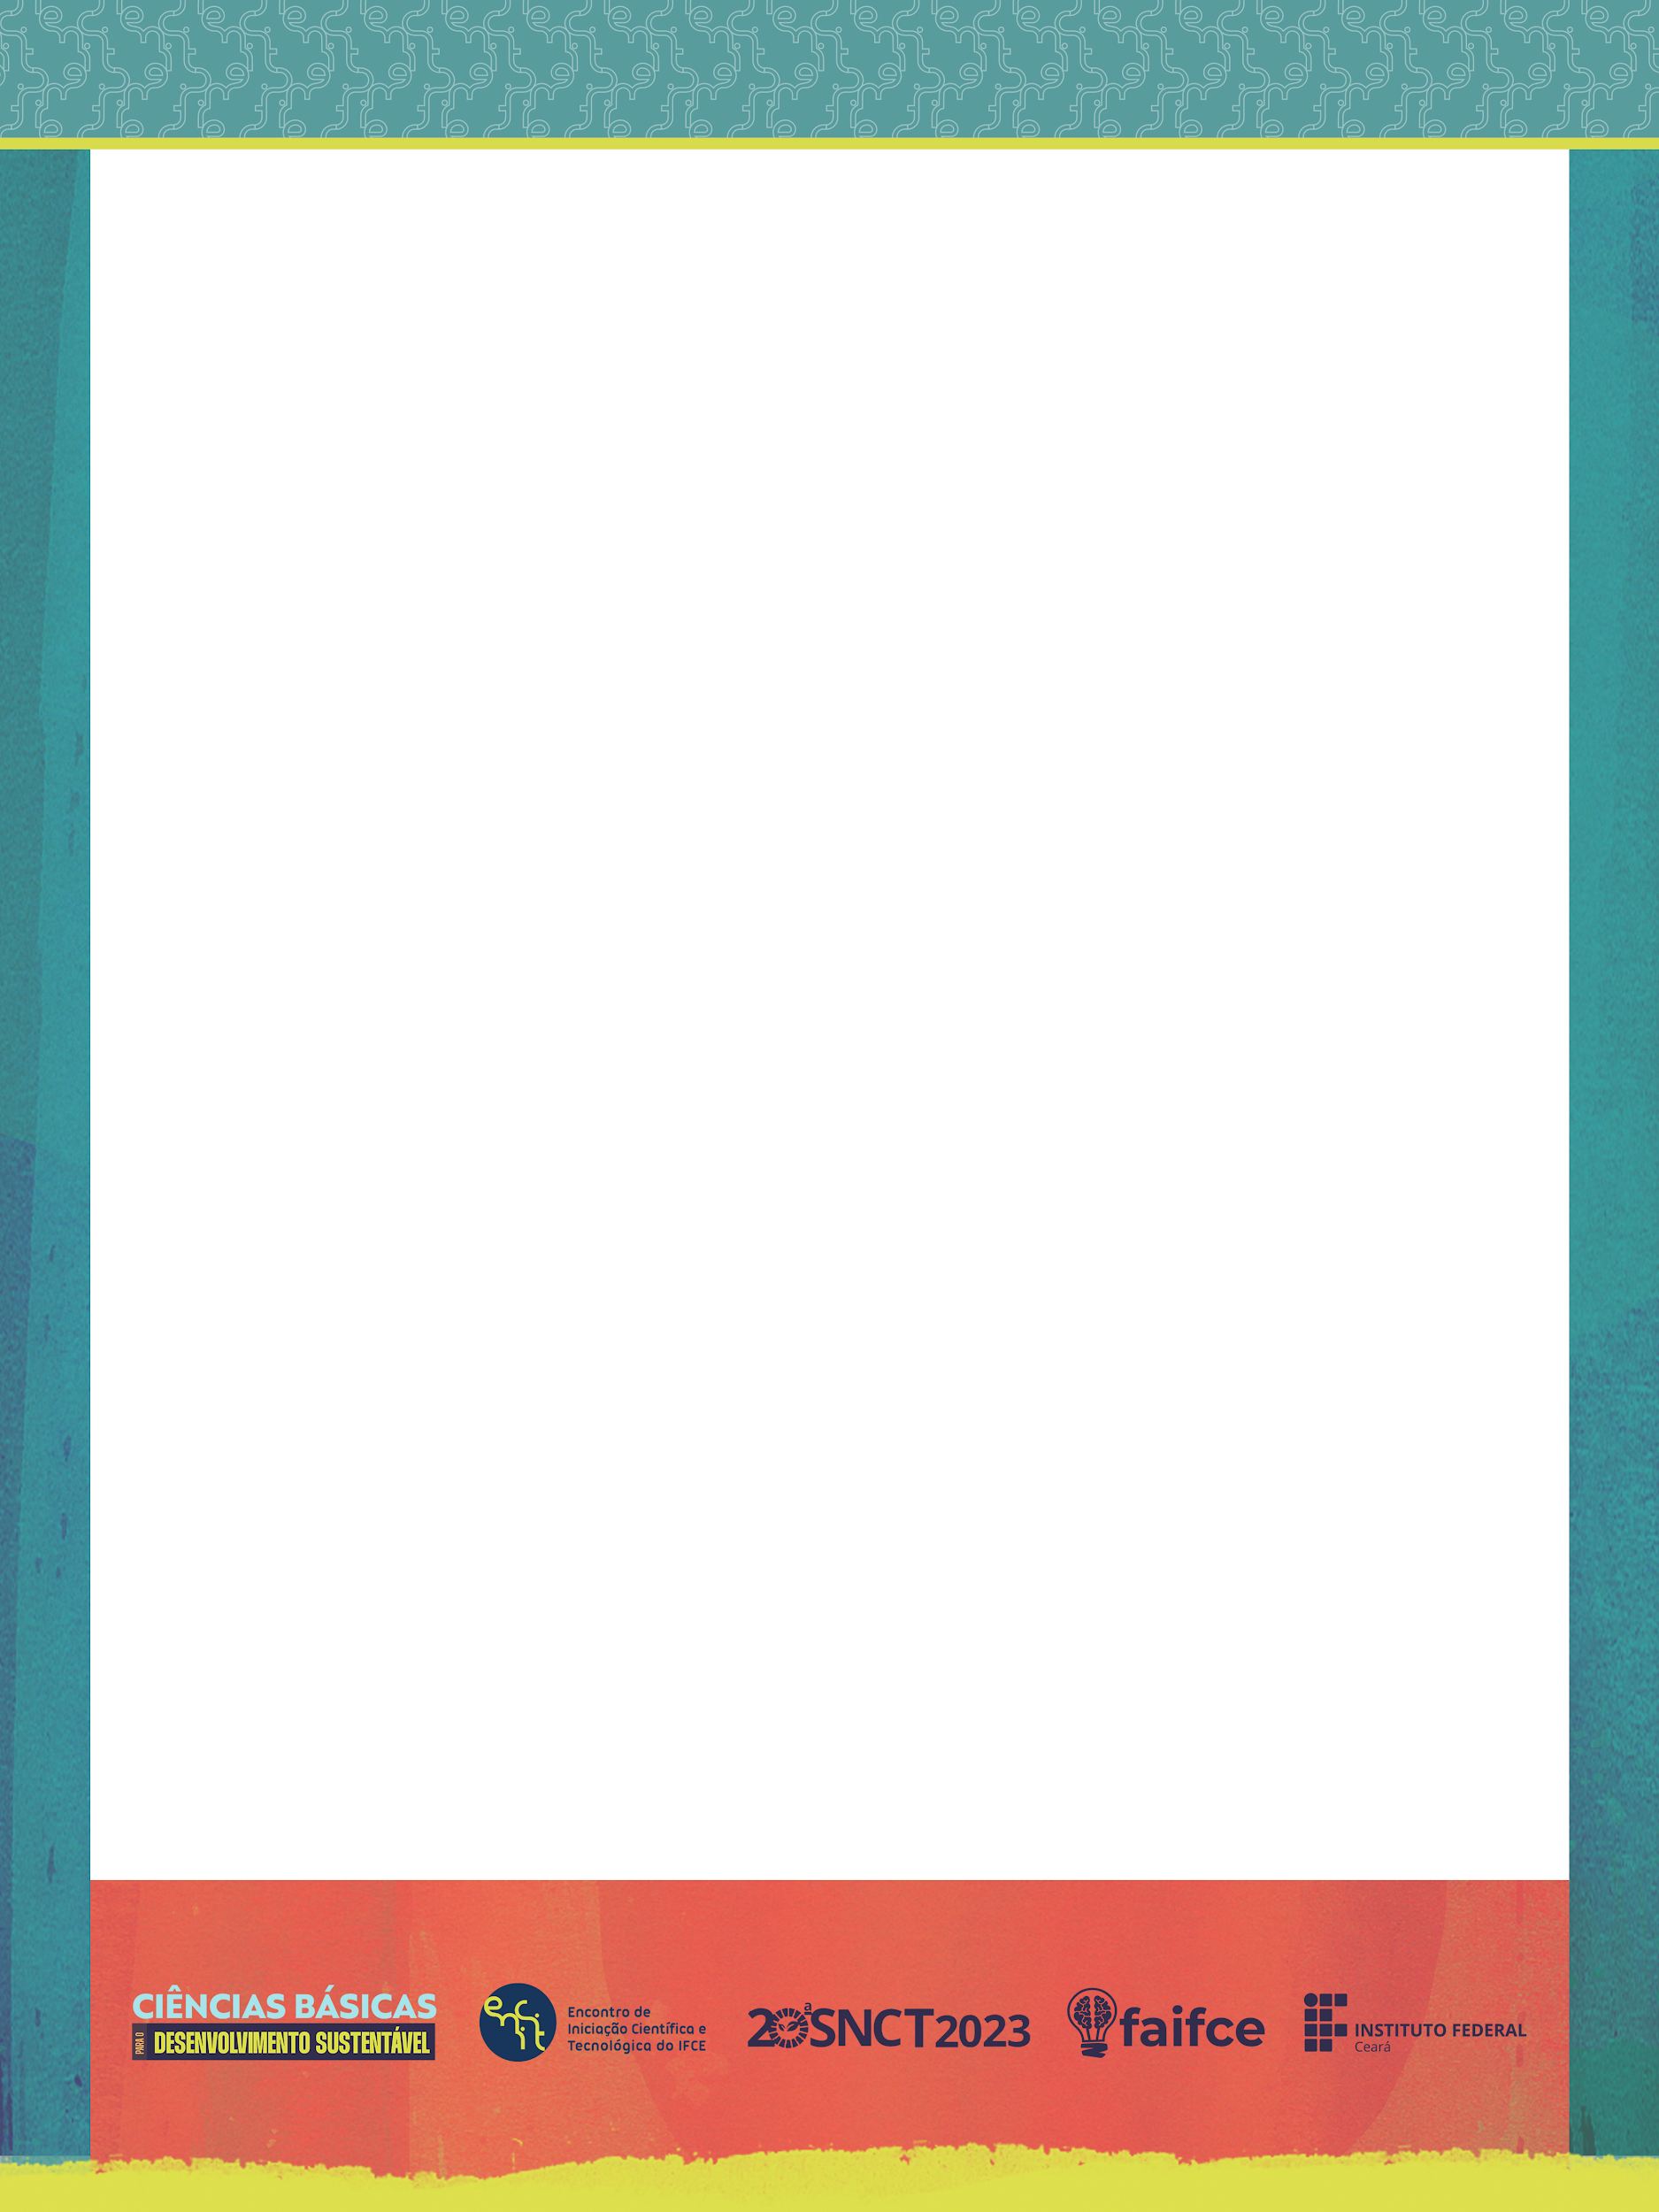 CIÊNCIAS BÁSICAS
PARA O DESENVOLVIMENTO SUSTENTÁVEL
enicit
Encontro de
Iniciação Científica e
Tecnológica do IFCE
20ª SNCT 2023
faifce
INSTITUTO FEDERAL
Ceará